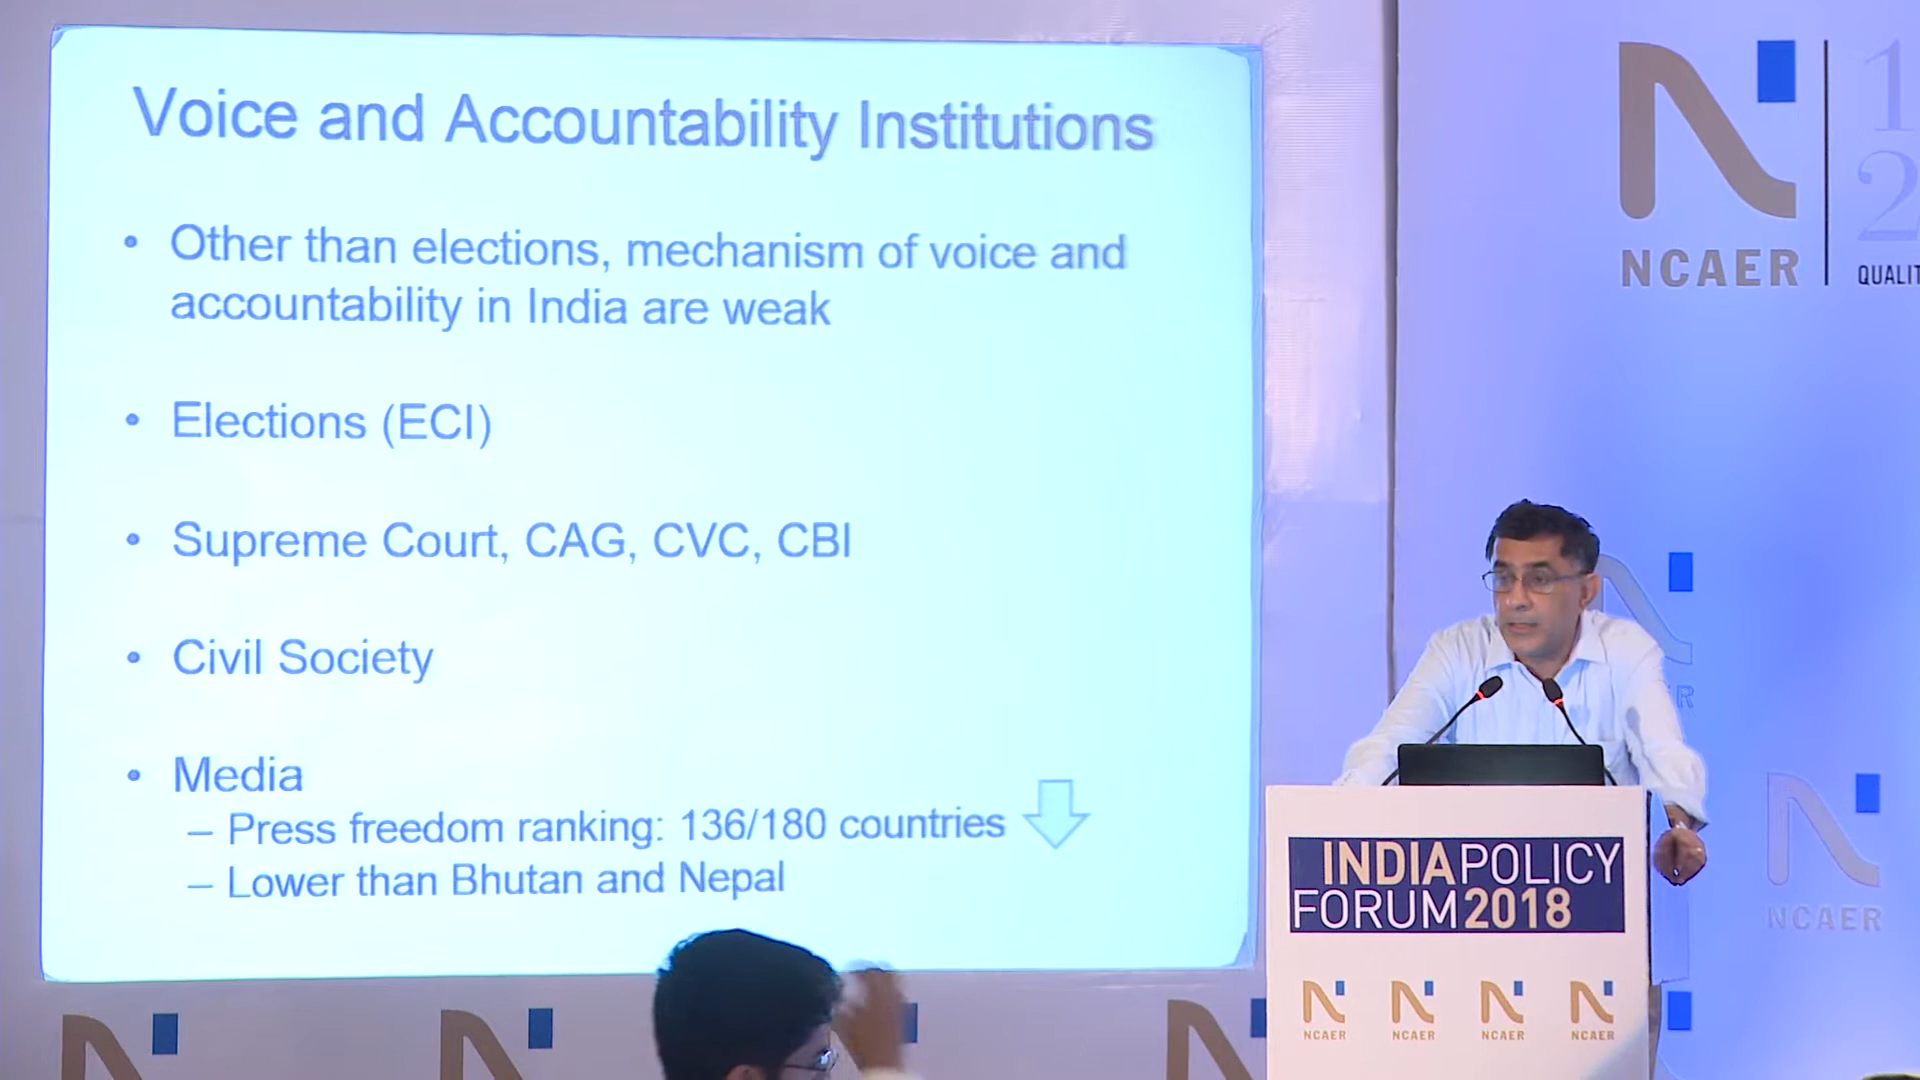 Voice and Accountability Institutions
• Other than elections, mechanism of voice and
accountability in India are weak
• Elections (ECI)
• Supreme Court, CAG, CVC, CBI
• Civil Society
• Media
– Press freedom ranking: 136/180 countries
– Lower than Bhutan and Nepal
NCAER
1
2
QUALIT
R
NCAER
INDIA POLICY
FORUM 2018
NCAER NCAER NCAER NCAER